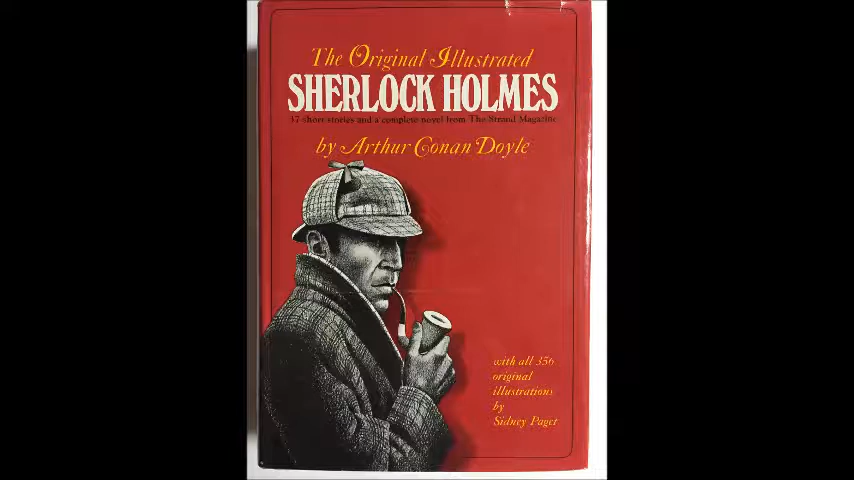 The Original Illustrated
SHERLOCK HOLMES
37 short stories and a complete novel from The Strand Magazine
by Arthur Conan Doyle
with all 356
original
illustrations
by
Sidney Paget